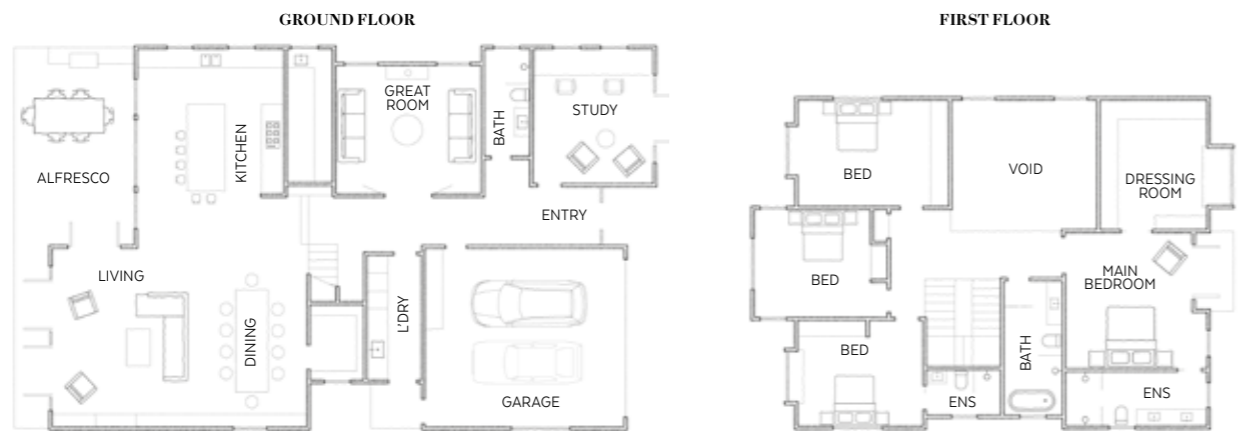 GROUND FLOOR
GREAT
ROOM
BATH
STUDY
KITCHEN
ALFRESCO
ENTRY
LIVING
DINING
L'DRY
GARAGE
FIRST FLOOR
BED
VOID
DRESSING
ROOM
BED
MAIN
BEDROOM
BED
BATH
ENS
ENS